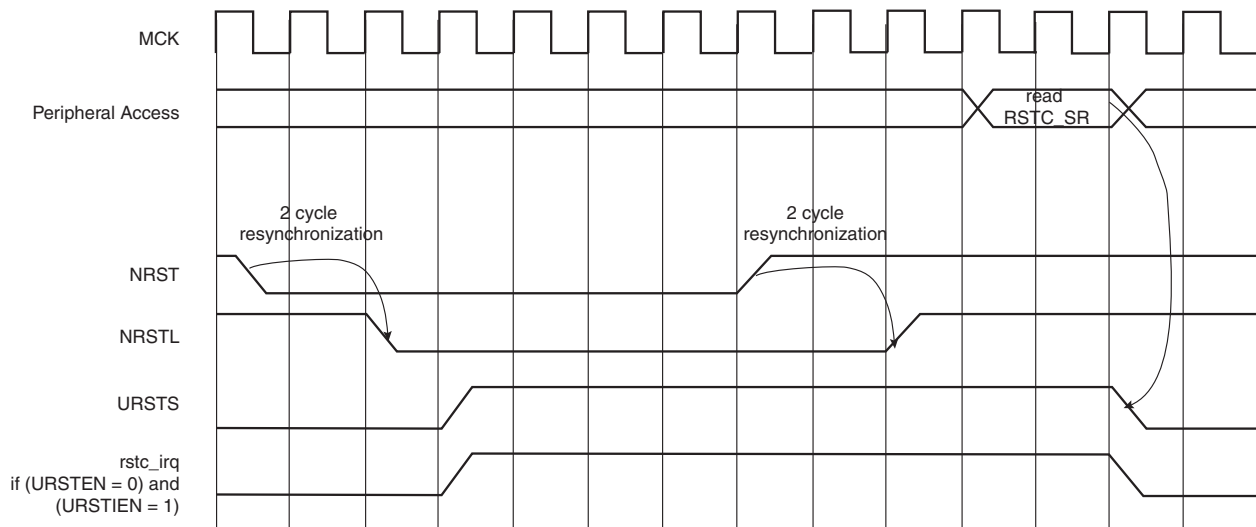 MCK
Peripheral Access
read
RSTC_SR
2 cycle
resynchronization
2 cycle
resynchronization
NRST
NRSTL
URSTS
rstc_irq
if (URSTEN = 0) and
(URSTIEN = 1)